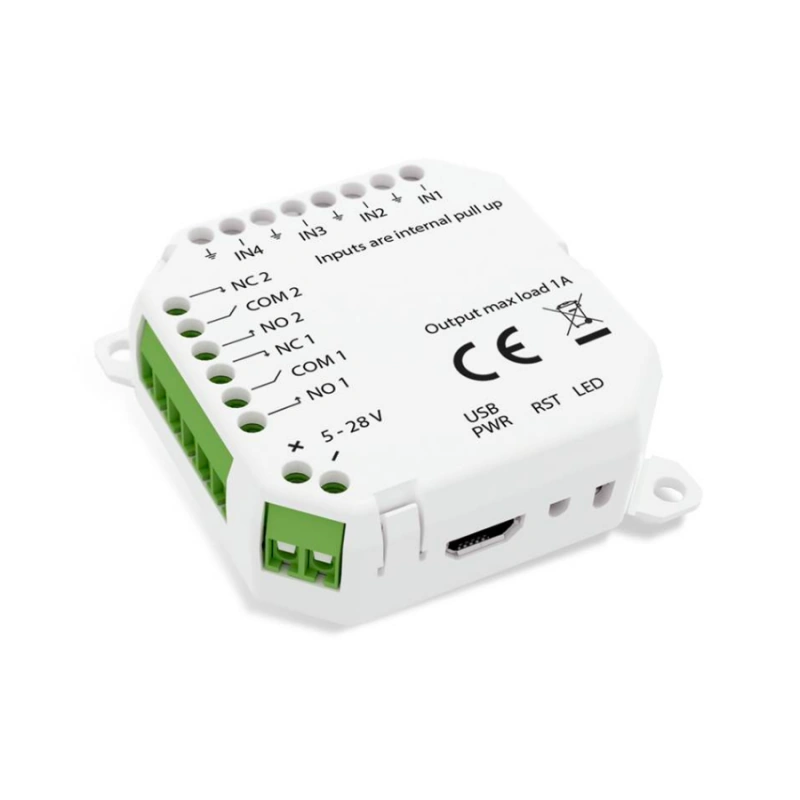 IN4 IN3 IN2 IN1
Inputs are internal pull up
NC 2
COM 2
NO 2
NC 1
COM 1
NO 1
+ 5 - 28 V
-
Output max load 1A
CE
USB PWR RST LED